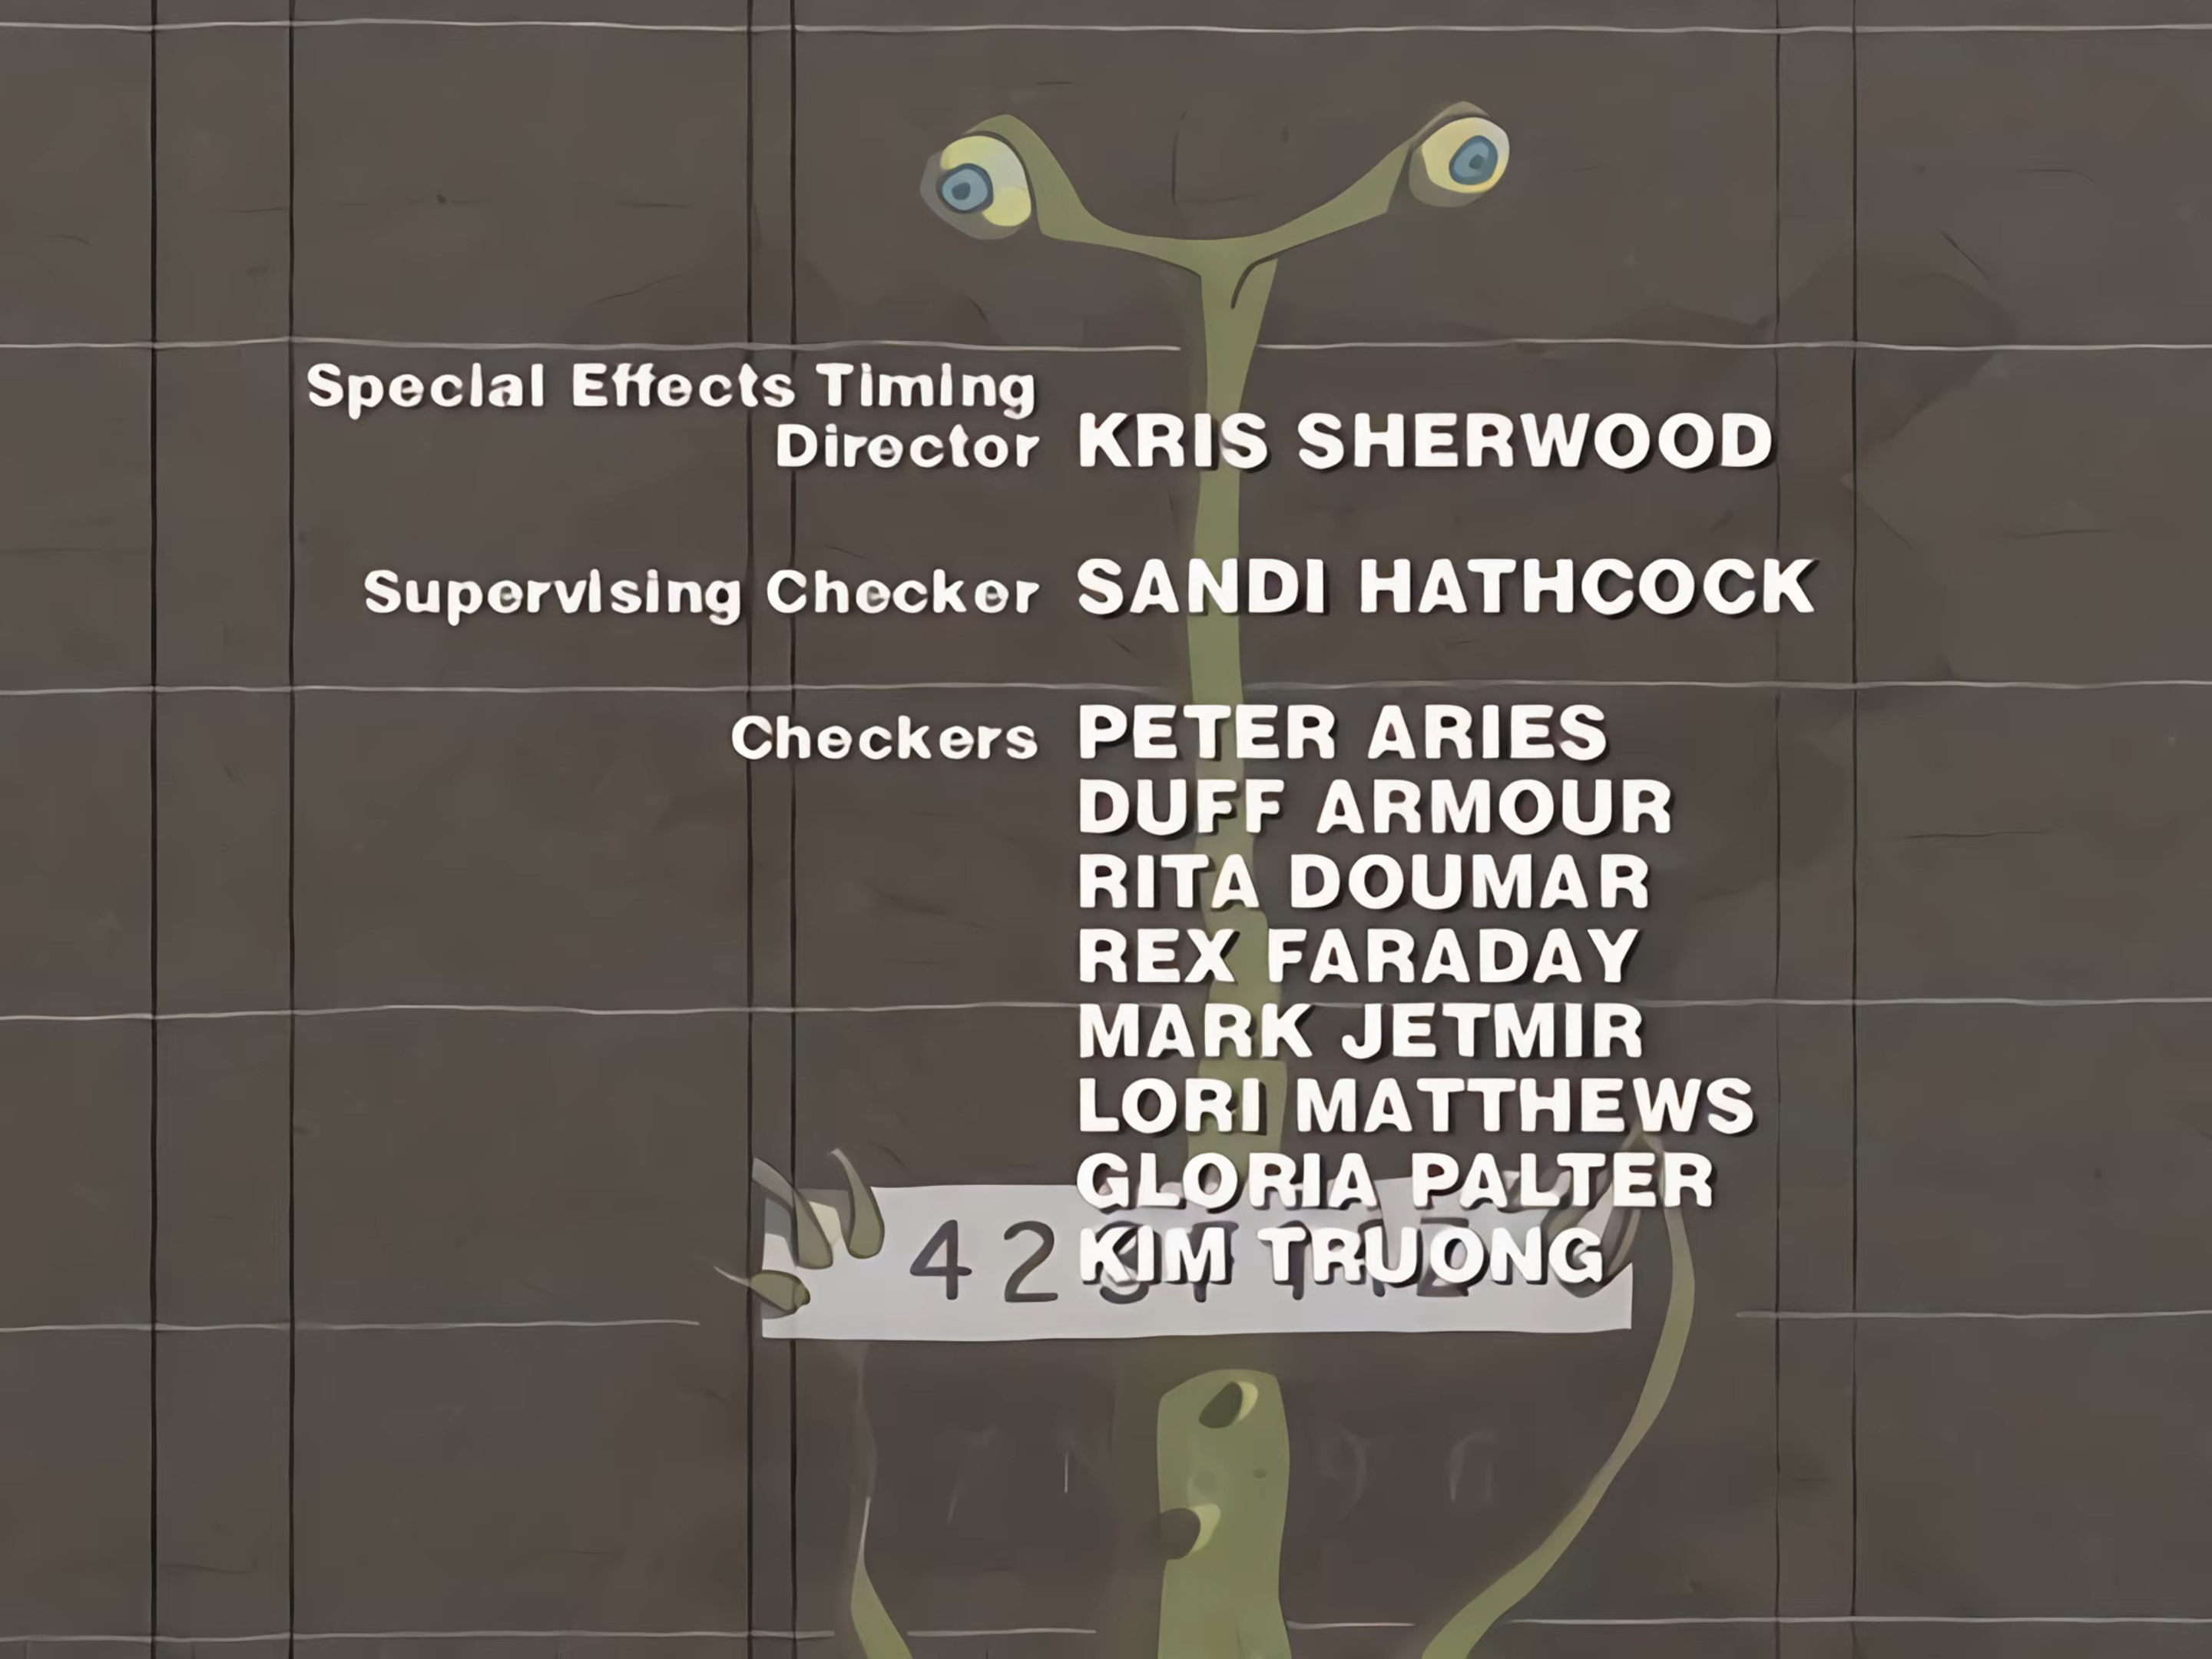 Special Effects Timing
Director KRIS SHERWOOD
Supervising Checker SANDI HATHCOCK
Checkers PETER ARIES
DUFF ARMOUR
RITA DOUMAR
REX FARADAY
MARK JETMIR
LORI MATTHEWS
GLORIA PALTER
KIM TRUONG
42